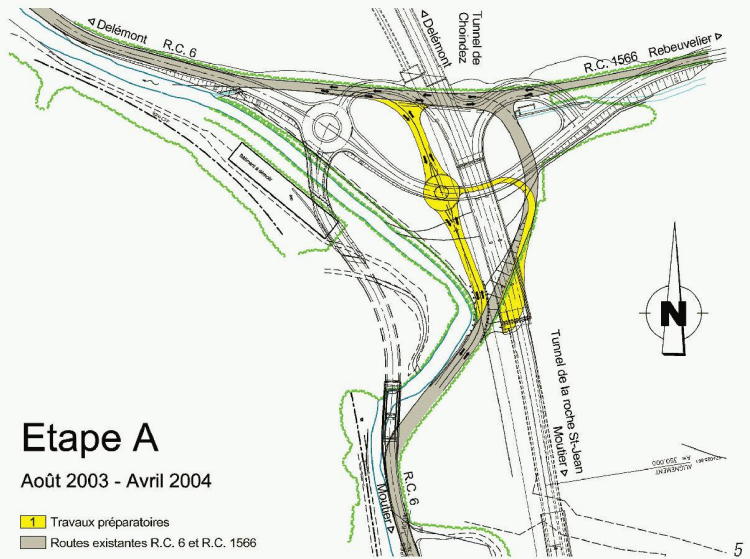 Delémont
R.C. 6
Delémont
Tunnel de
Choindez
R.C. 1566
Rebeuvelier
N
Tunnel de la roche St-Jean
Moutier
ALIGNEMENT
R.C. 6
Moutier
Etape A
Août 2003 - Avril 2004
1 Travaux préparatoires
Routes existantes R.C. 6 et R.C. 1566
5